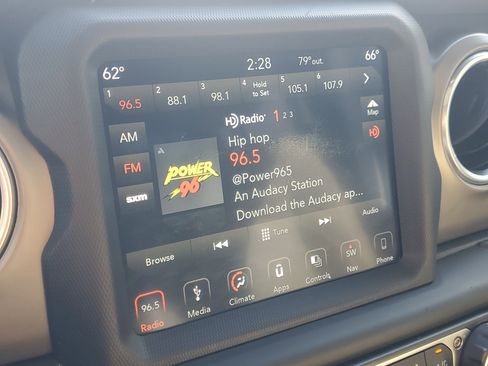 62° 2:28 79° out. 66°
1 2 3 4 5 6
96.5 88.1 98.1 Hold to Set 105.1 107.9
AM
FM
sxm
POWER
96
HD Radio 1 2 3
Hip hop
96.5
@Power965
An Audacy Station
Download the Audacy ap...
Map
HD
Browse Tune Audio
96.5 SW
Radio Media Climate Apps Controls Nav Phone